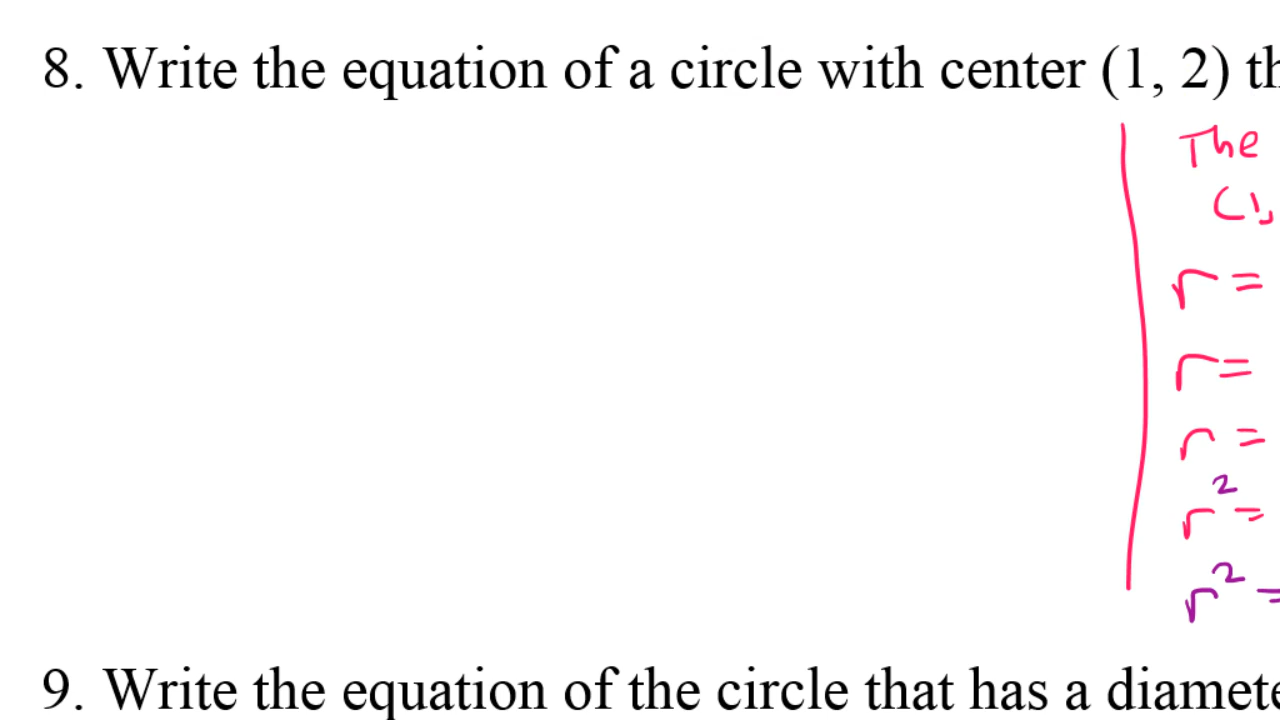 8. Write the equation of a circle with center (1, 2) th
The
(1,
r =
r =
r =
r² =
r² =
9. Write the equation of the circle that has a diamete